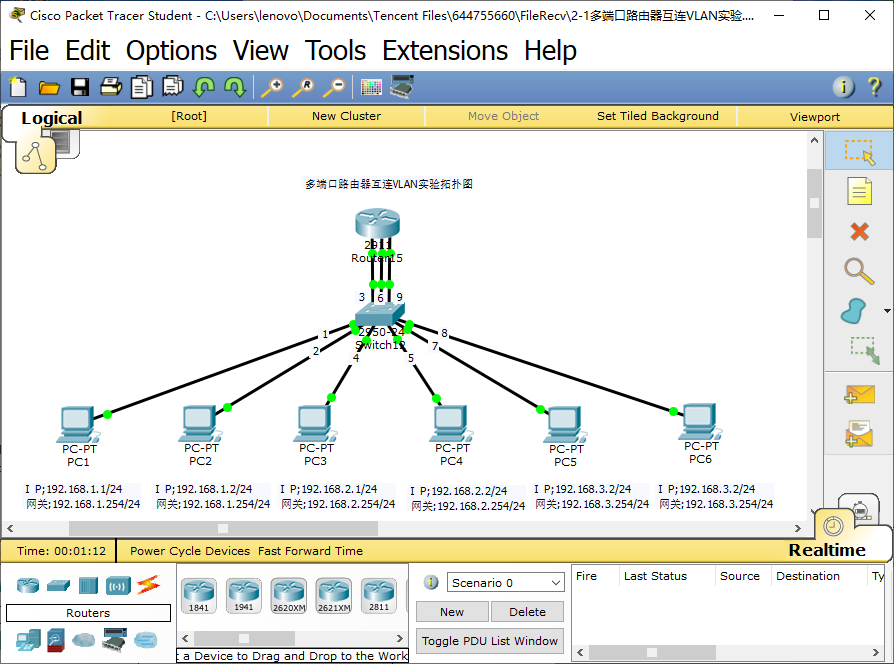 Cisco Packet Tracer Student - C:\Users\lenovo\Documents\Tencent Files\644755660\FileRecv\2-1多端口路由器互连VLAN实验....
File Edit Options View Tools Extensions Help
Logical [Root] New Cluster Move Object Set Tiled Background Viewport
多端口路由器互连VLAN实验拓扑图
2911
Router15
3 6 9
1 8
2950-24
Switch12
2 7
4 5
PC-PT PC-PT PC-PT PC-PT PC-PT PC-PT
PC1 PC2 PC3 PC4 PC5 PC6
I P;192.168.1.1/24 I P;192.168.1.2/24 I P;192.168.2.1/24 I P;192.168.2.2/24 I P;192.168.3.2/24 I P;192.168.3.2/24
网关;192.168.1.254/24 网关;192.168.1.254/24 网关;192.168.2.254/24 网关;192.168.2.254/24 网关;192.168.3.254/24 网关;192.168.3.254/24
Time: 00:01:12 Power Cycle Devices Fast Forward Time Realtime
Routers
1841 1941 2620XM 2621XM 2811
t a Device to Drag and Drop to the Work
Scenario 0
New Delete
Toggle PDU List Window
Fire Last Status Source Destination Ty